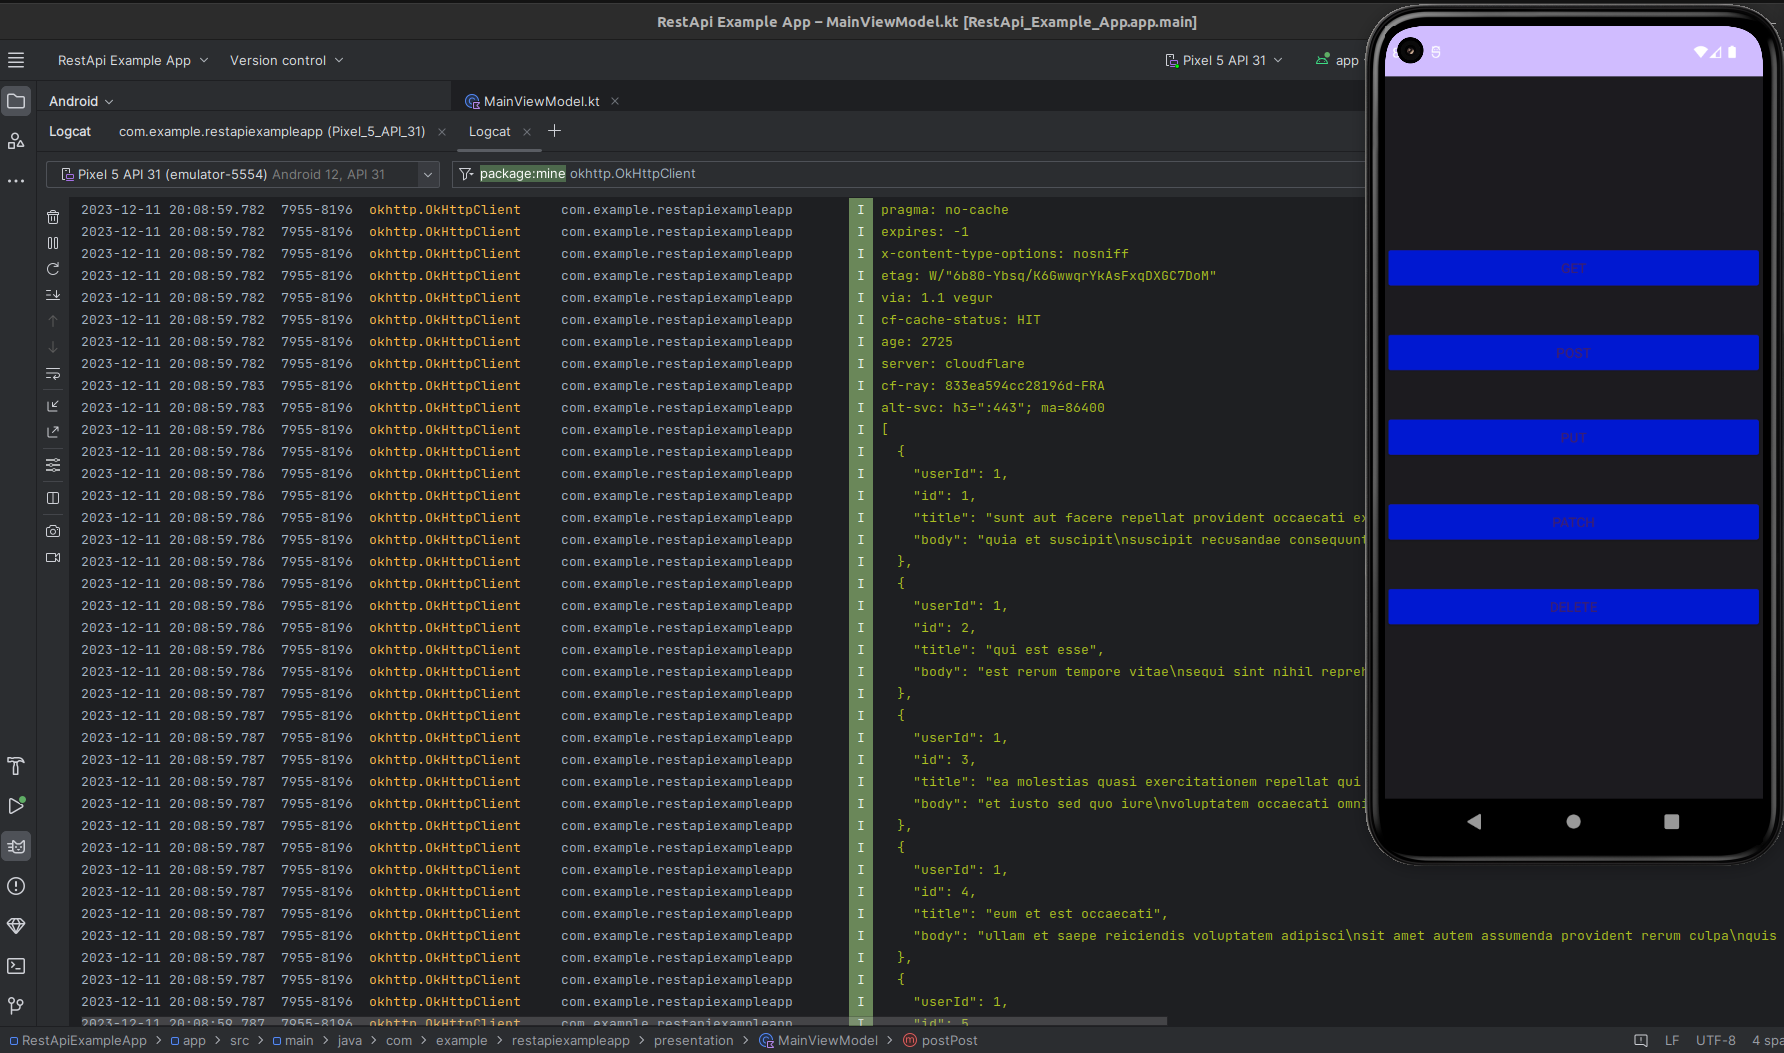 RestApi Example App – MainViewModel.kt [RestApi_Example_App.app.main]
RestApi Example App Version control Pixel 5 API 31 app
Android MainViewModel.kt
Logcat com.example.restapiexampleapp (Pixel_5_API_31) Logcat
Pixel 5 API 31 (emulator-5554) Android 12, API 31 package:mine okhttp.OkHttpClient
2023-12-11 20:08:59.782 7955-8196 okhttp.OkHttpClient com.example.restapiexampleapp I pragma: no-cache
2023-12-11 20:08:59.782 7955-8196 okhttp.OkHttpClient com.example.restapiexampleapp I expires: -1
2023-12-11 20:08:59.782 7955-8196 okhttp.OkHttpClient com.example.restapiexampleapp I x-content-type-options: nosniff
2023-12-11 20:08:59.782 7955-8196 okhttp.OkHttpClient com.example.restapiexampleapp I etag: W/"6b80-Ybsq/K6GwwqrYkAsFxqDXGC7DoM"
2023-12-11 20:08:59.782 7955-8196 okhttp.OkHttpClient com.example.restapiexampleapp I via: 1.1 vegur
2023-12-11 20:08:59.782 7955-8196 okhttp.OkHttpClient com.example.restapiexampleapp I cf-cache-status: HIT
2023-12-11 20:08:59.782 7955-8196 okhttp.OkHttpClient com.example.restapiexampleapp I age: 2725
2023-12-11 20:08:59.782 7955-8196 okhttp.OkHttpClient com.example.restapiexampleapp I server: cloudflare
2023-12-11 20:08:59.783 7955-8196 okhttp.OkHttpClient com.example.restapiexampleapp I cf-ray: 833ea594cc28196d-FRA
2023-12-11 20:08:59.783 7955-8196 okhttp.OkHttpClient com.example.restapiexampleapp I alt-svc: h3=":443"; ma=86400
2023-12-11 20:08:59.786 7955-8196 okhttp.OkHttpClient com.example.restapiexampleapp I [
2023-12-11 20:08:59.786 7955-8196 okhttp.OkHttpClient com.example.restapiexampleapp I {
2023-12-11 20:08:59.786 7955-8196 okhttp.OkHttpClient com.example.restapiexampleapp I "userId": 1,
2023-12-11 20:08:59.786 7955-8196 okhttp.OkHttpClient com.example.restapiexampleapp I "id": 1,
2023-12-11 20:08:59.786 7955-8196 okhttp.OkHttpClient com.example.restapiexampleapp I "title": "sunt aut facere repellat provident occaecati ex
2023-12-11 20:08:59.786 7955-8196 okhttp.OkHttpClient com.example.restapiexampleapp I "body": "quia et suscipit\nsuscipit recusandae consequunt
2023-12-11 20:08:59.786 7955-8196 okhttp.OkHttpClient com.example.restapiexampleapp I },
2023-12-11 20:08:59.786 7955-8196 okhttp.OkHttpClient com.example.restapiexampleapp I {
2023-12-11 20:08:59.786 7955-8196 okhttp.OkHttpClient com.example.restapiexampleapp I "userId": 1,
2023-12-11 20:08:59.786 7955-8196 okhttp.OkHttpClient com.example.restapiexampleapp I "id": 2,
2023-12-11 20:08:59.786 7955-8196 okhttp.OkHttpClient com.example.restapiexampleapp I "title": "qui est esse",
2023-12-11 20:08:59.786 7955-8196 okhttp.OkHttpClient com.example.restapiexampleapp I "body": "est rerum tempore vitae\nsequi sint nihil repreh
2023-12-11 20:08:59.787 7955-8196 okhttp.OkHttpClient com.example.restapiexampleapp I },
2023-12-11 20:08:59.787 7955-8196 okhttp.OkHttpClient com.example.restapiexampleapp I {
2023-12-11 20:08:59.787 7955-8196 okhttp.OkHttpClient com.example.restapiexampleapp I "userId": 1,
2023-12-11 20:08:59.787 7955-8196 okhttp.OkHttpClient com.example.restapiexampleapp I "id": 3,
2023-12-11 20:08:59.787 7955-8196 okhttp.OkHttpClient com.example.restapiexampleapp I "title": "ea molestias quasi exercitationem repellat qui
2023-12-11 20:08:59.787 7955-8196 okhttp.OkHttpClient com.example.restapiexampleapp I "body": "et iusto sed quo iure\nvoluptatem occaecati omni
2023-12-11 20:08:59.787 7955-8196 okhttp.OkHttpClient com.example.restapiexampleapp I },
2023-12-11 20:08:59.787 7955-8196 okhttp.OkHttpClient com.example.restapiexampleapp I {
2023-12-11 20:08:59.787 7955-8196 okhttp.OkHttpClient com.example.restapiexampleapp I "userId": 1,
2023-12-11 20:08:59.787 7955-8196 okhttp.OkHttpClient com.example.restapiexampleapp I "id": 4,
2023-12-11 20:08:59.787 7955-8196 okhttp.OkHttpClient com.example.restapiexampleapp I "title": "eum et est occaecati",
2023-12-11 20:08:59.787 7955-8196 okhttp.OkHttpClient com.example.restapiexampleapp I "body": "ullam et saepe reiciendis voluptatem adipisci\nsit amet autem assumenda provident rerum culpa\nquis
2023-12-11 20:08:59.787 7955-8196 okhttp.OkHttpClient com.example.restapiexampleapp I },
2023-12-11 20:08:59.787 7955-8196 okhttp.OkHttpClient com.example.restapiexampleapp I {
2023-12-11 20:08:59.787 7955-8196 okhttp.OkHttpClient com.example.restapiexampleapp I "userId": 1,
2023-12-11 20:08:59.787 7955-8196 okhttp.OkHttpClient com.example.restapiexampleapp I "id": 5
GET
POST
PUT
PATCH
DELETE
RestApiExampleApp app src main java com example restapiexampleapp presentation MainViewModel postPost LF UTF-8 4 spa